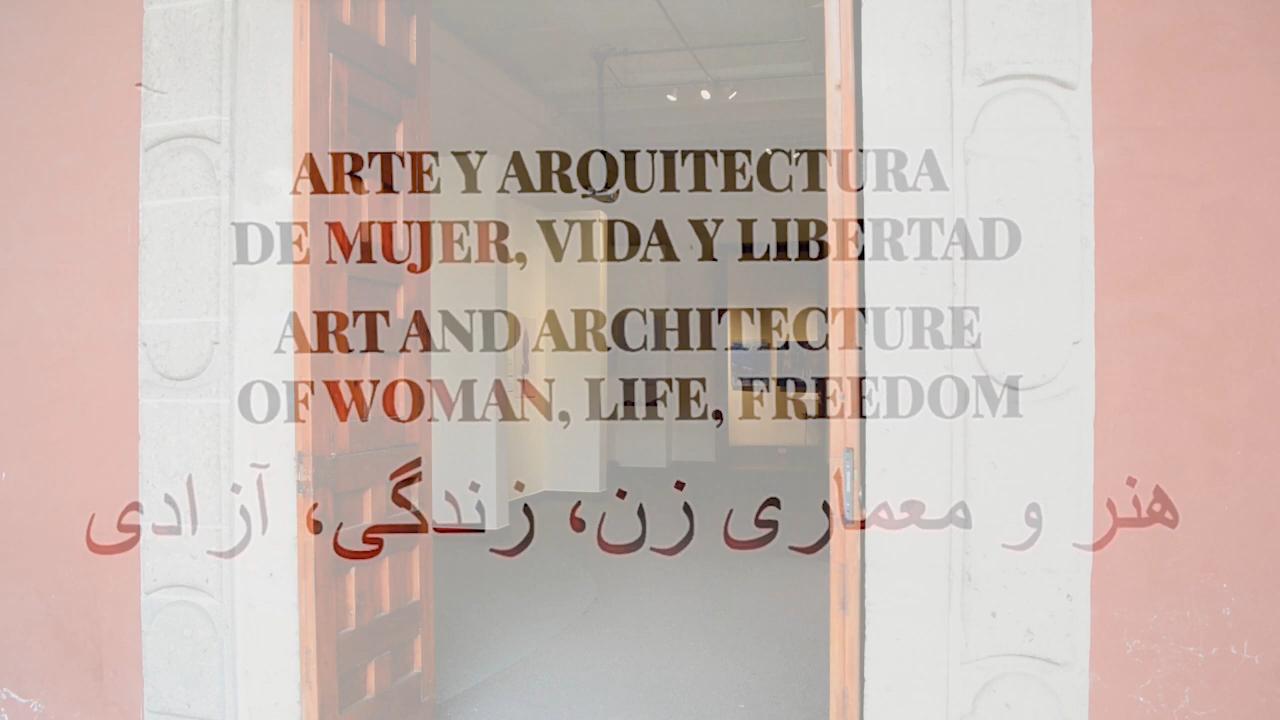 ARTE Y ARQUITECTURA
DE MUJER, VIDA Y LIBERTAD
ART AND ARCHITECTURE
OF WOMAN, LIFE, FREEDOM
هنر و معماری زن، زندگی، آزادی